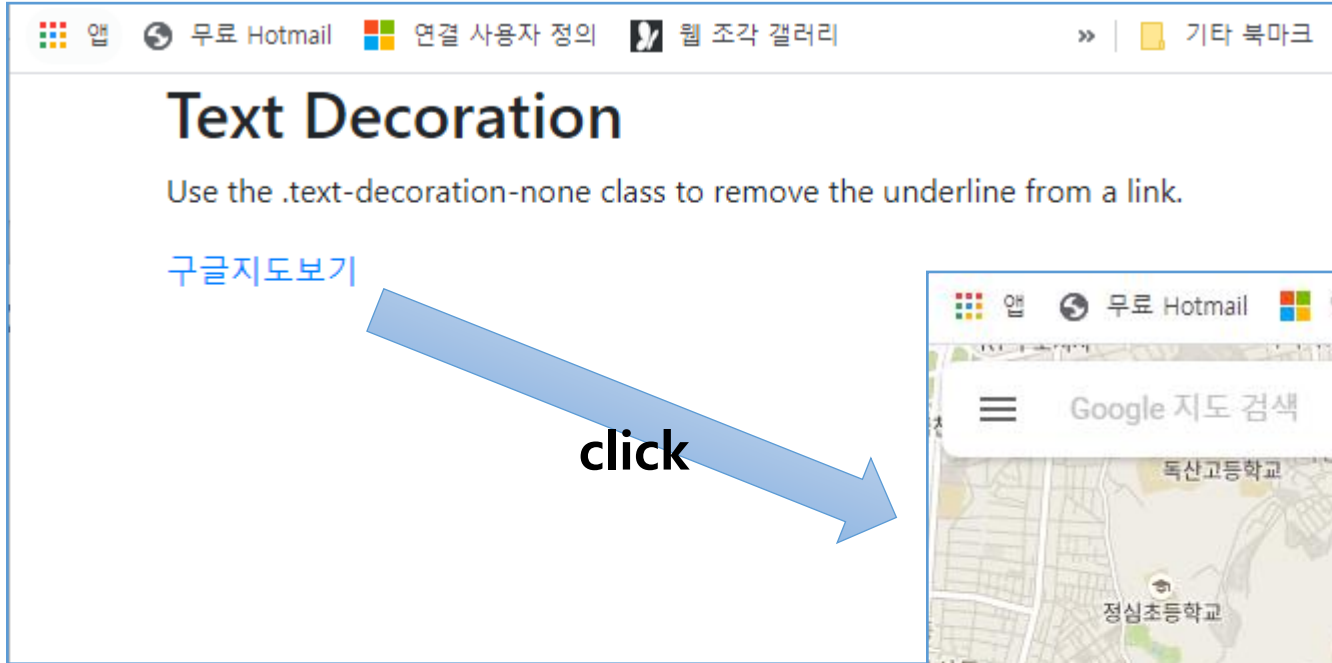 앱 무료 Hotmail 연결 사용자 정의 웹 조각 갤러리 » 기타 북마크
Text Decoration
Use the .text-decoration-none class to remove the underline from a link.
구글지도보기
click
앱 무료 Hotmail
Google 지도 검색
독산고등학교
정심초등학교